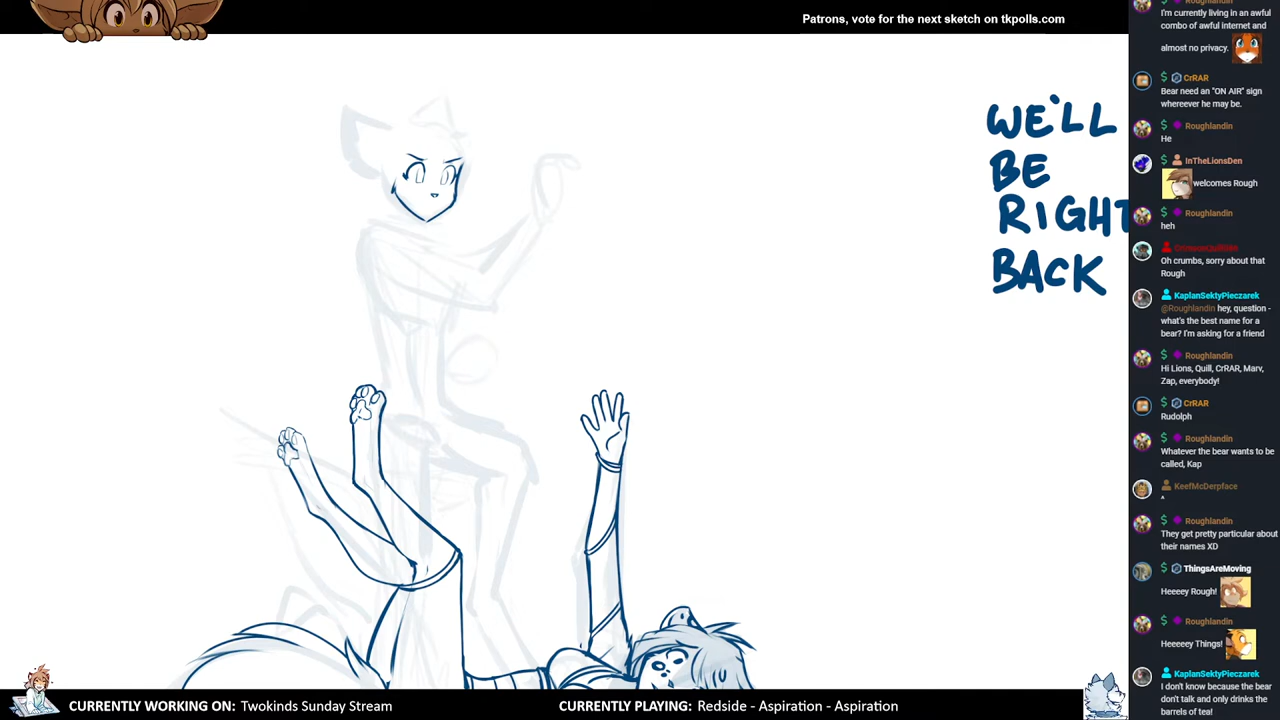 Patrons, vote for the next sketch on tkpolls.com
WE'LL
BE
RIGHT
BACK
Roughlandin
I'm currently living in an awful
combo of awful internet and
almost no privacy.
$ CrRAR
Bear need an "ON AIR" sign
whereever he may be.
$ Roughlandin
He
$ InTheLionsDen
welcomes Rough
$ Roughlandin
heh
Oh crumbs, sorry about that
Rough
KaplanSektyPieczarek
@Roughlandin hey, question -
what's the best name for a
bear? I'm asking for a friend
$ Roughlandin
Hi Lions, Quill, CrRAR, Marv,
Zap, everybody!
$ CrRAR
Rudolph
$ Roughlandin
Whatever the bear wants to be
called, Kap
KeefMcDerpface
^
$ Roughlandin
They get pretty particular about
their names XD
$ ThingsAreMoving
Heeeey Rough!
$ Roughlandin
Heeeeey Things!
KaplanSektyPieczarek
I don't know because the bear
don't talk and only drinks the
barrels of tea!
CURRENTLY WORKING ON: Twokinds Sunday Stream
CURRENTLY PLAYING: Redside - Aspiration - Aspiration